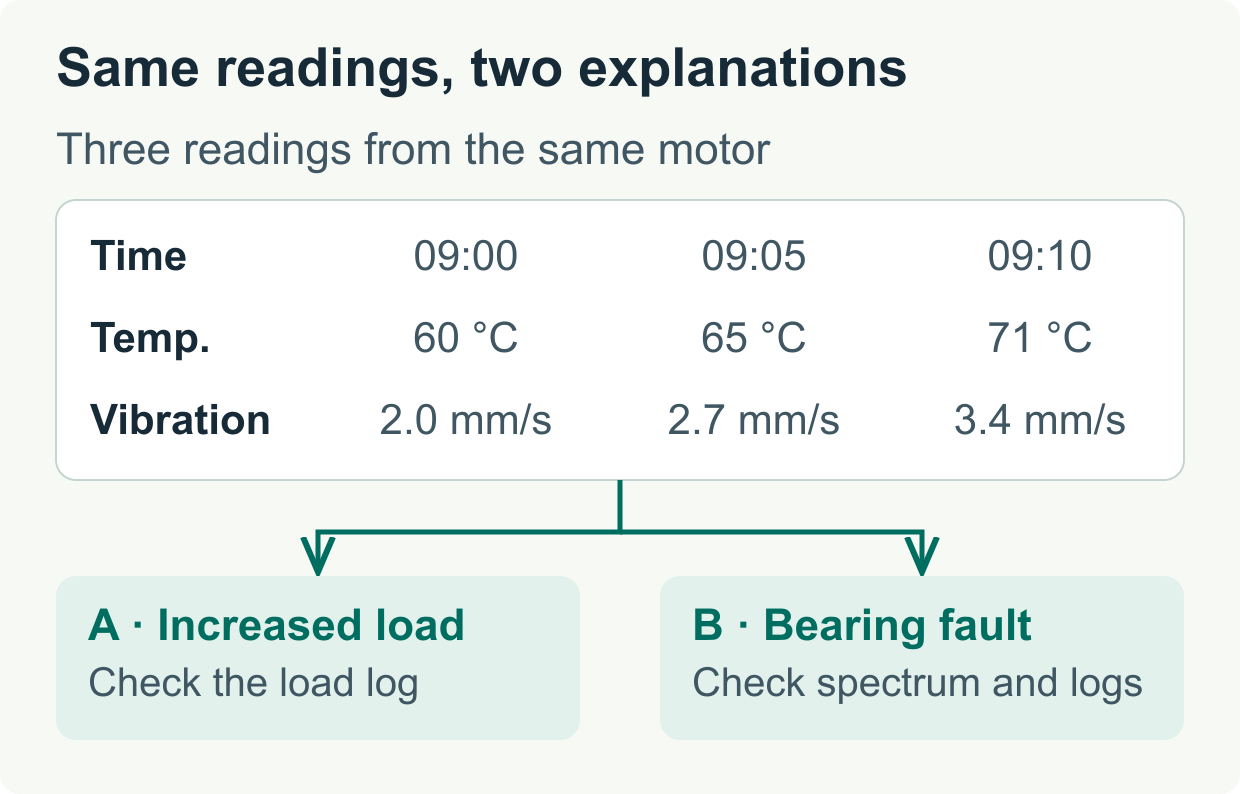 Same readings, two explanations
Three readings from the same motor
Time 09:00 09:05 09:10
Temp. 60 °C 65 °C 71 °C
Vibration 2.0 mm/s 2.7 mm/s 3.4 mm/s
A · Increased load
Check the load log
B · Bearing fault
Check spectrum and logs